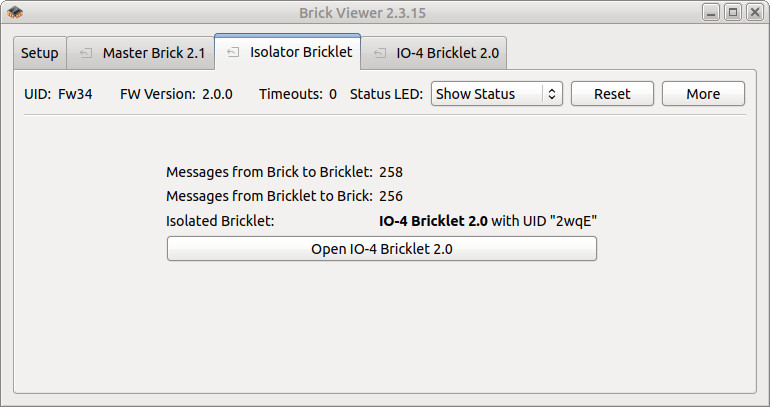 Brick Viewer 2.3.15
Setup Master Brick 2.1 Isolator Bricklet IO-4 Bricklet 2.0
UID: Fw34 FW Version: 2.0.0 Timeouts: 0 Status LED: Show Status Reset More
Messages from Brick to Bricklet: 258
Messages from Bricklet to Brick: 256
Isolated Bricklet: IO-4 Bricklet 2.0 with UID "2wqE"
Open IO-4 Bricklet 2.0